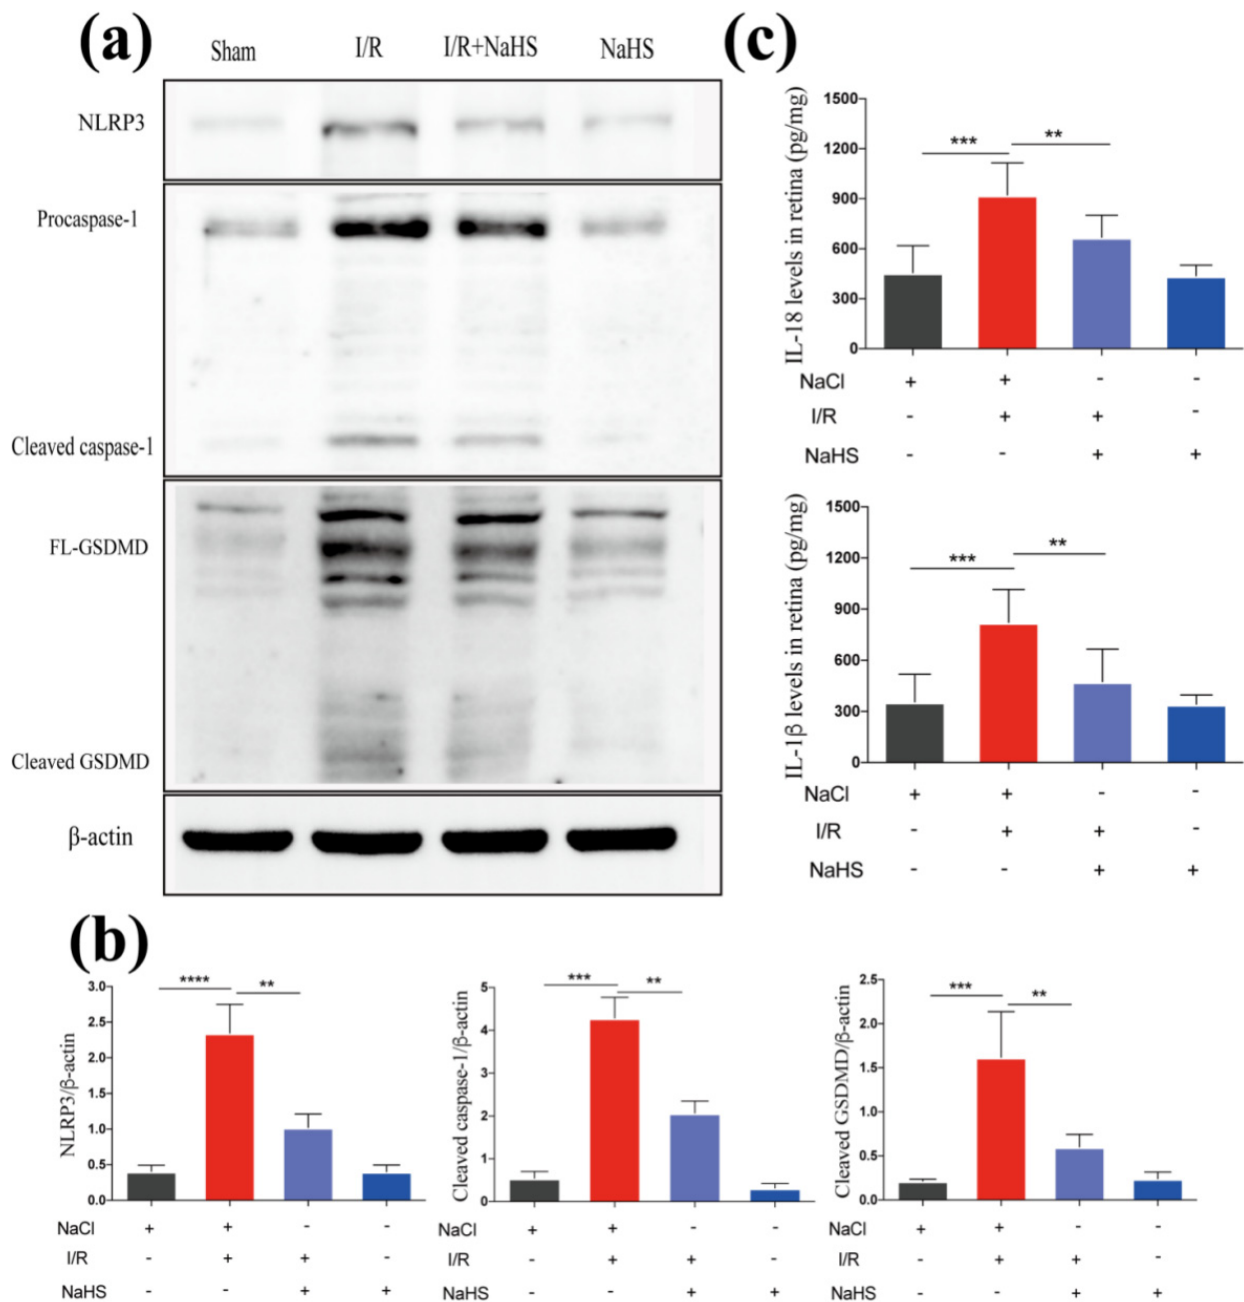 (a)
Sham I/R I/R+NaHS NaHS
NLRP3
Procaspase-1
Cleaved caspase-1
FL-GSDMD
Cleaved GSDMD
β-actin
(c)
IL-18 levels in retina (pg/mg)
1500
1200
900
600
300
0
*** **
NaCl + + - -
I/R - + + -
NaHS - - + +
IL-1β levels in retina (pg/mg)
1500
1200
900
600
300
0
*** **
NaCl + + - -
I/R - + + -
NaHS - - + +
(b)
NLRP3/β-actin
3.0
2.5
2.0
1.5
1.0
0.5
0.0
**** **
NaCl + + - -
I/R - + + -
NaHS - - + +
Cleaved caspase-1/β-actin
5
4
3
2
1
0
*** **
NaCl + + - -
I/R - + + -
NaHS - - + +
Cleaved GSDMD/β-actin
2.5
2.0
1.5
1.0
0.5
0.0
*** **
NaCl + + - -
I/R - + + -
NaHS - - + +